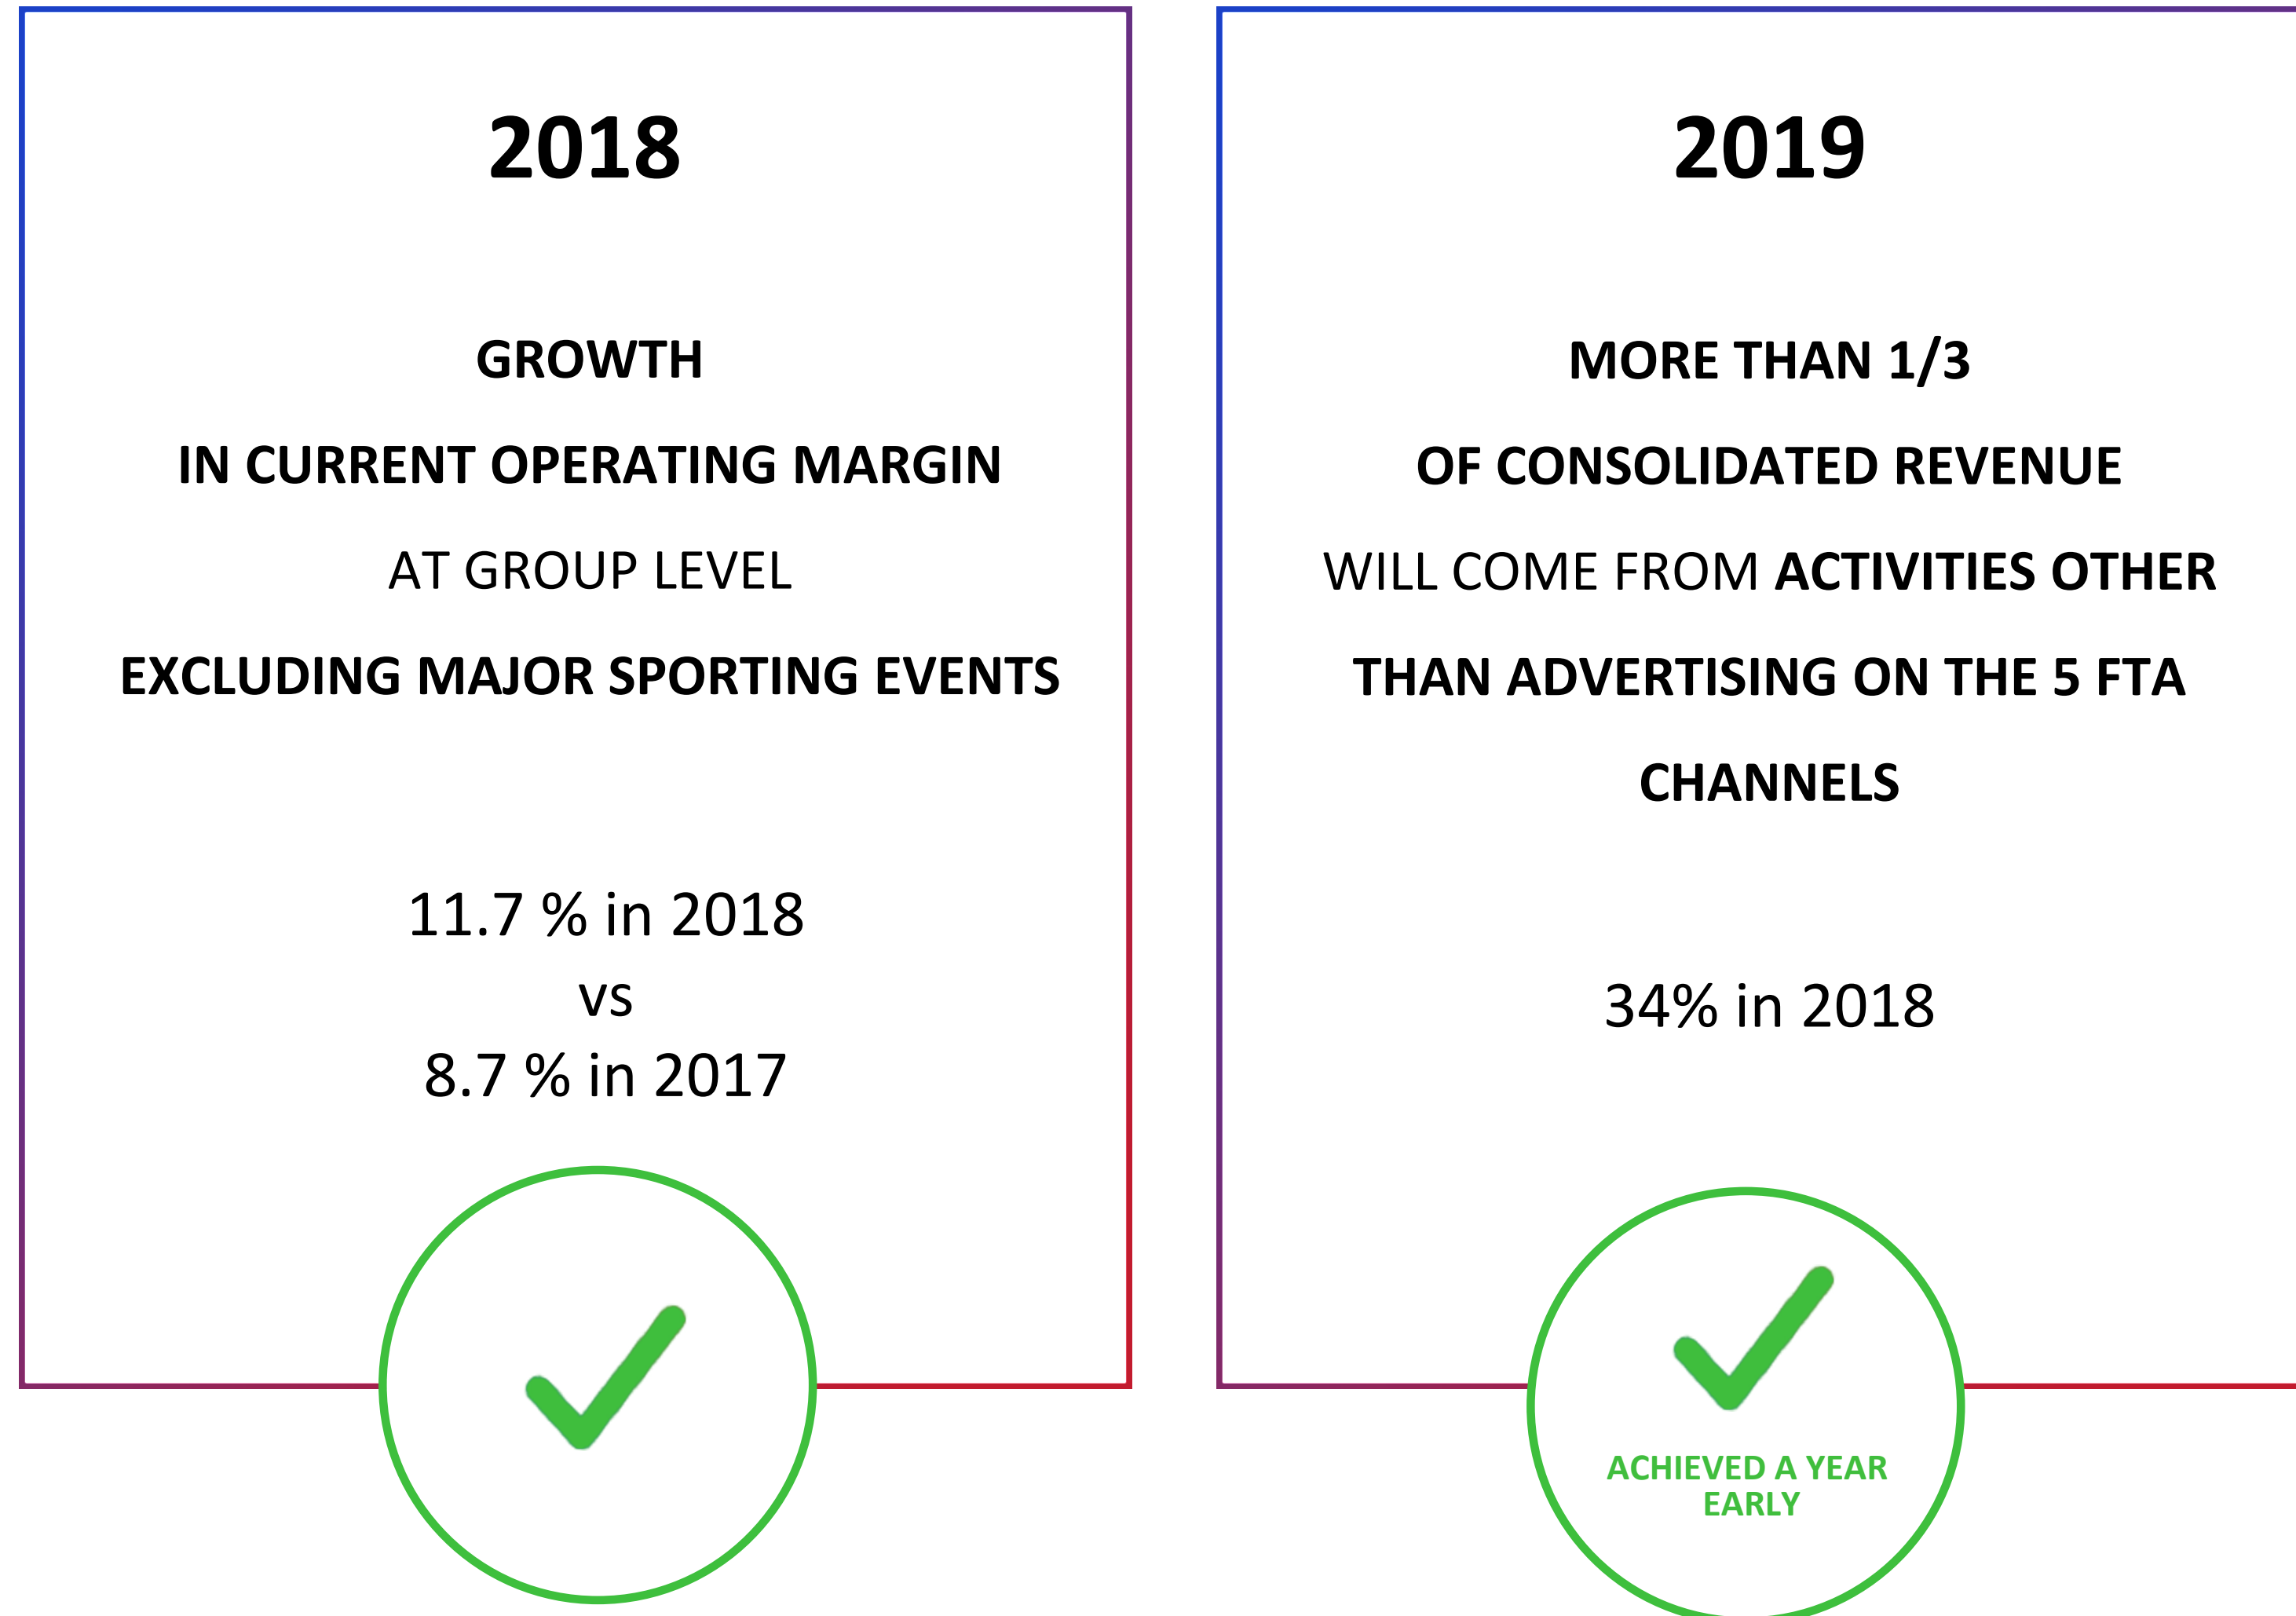 2018
GROWTH
IN CURRENT OPERATING MARGIN
AT GROUP LEVEL
EXCLUDING MAJOR SPORTING EVENTS
11.7 % in 2018
vs
8.7 % in 2017
2019
MORE THAN 1/3
OF CONSOLIDATED REVENUE
WILL COME FROM ACTIVITIES OTHER
THAN ADVERTISING ON THE 5 FTA
CHANNELS
34% in 2018
ACHIEVED A YEAR
EARLY